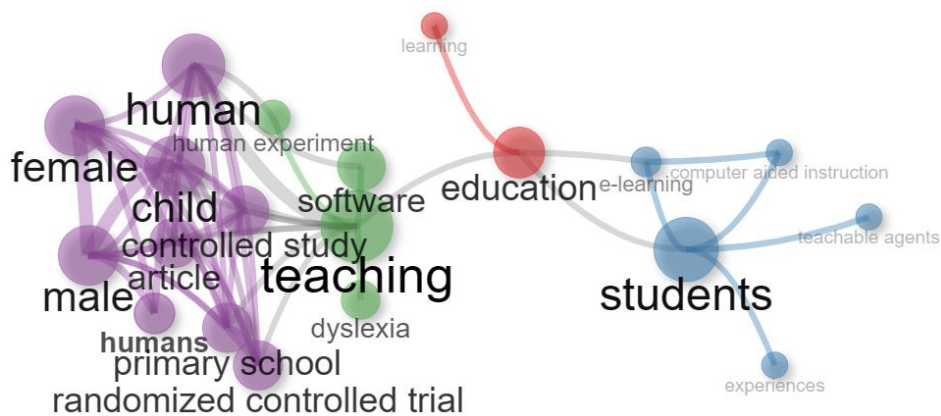 learning
human
human experiment
female
computer aided instruction
education
e-learning
software
child
controlled study
teachable agents
article
teaching
male
students
dyslexia
humans
primary school
experiences
randomized controlled trial